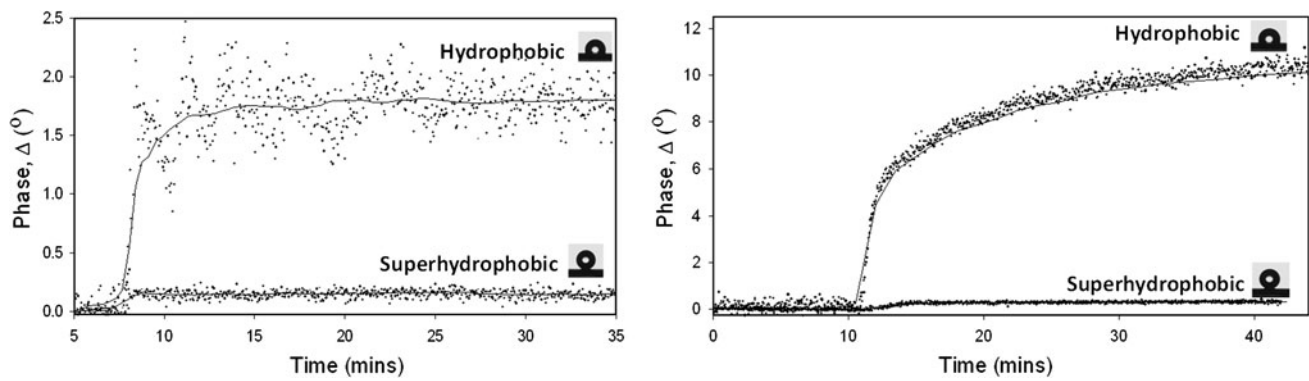 2.5
2.0
1.5
1.0
0.5
0.0
Phase, Δ (°)
Hydrophobic
Superhydrophobic
5 10 15 20 25 30 35
Time (mins)
12
10
8
6
4
2
0
Phase, Δ (°)
Hydrophobic
Superhydrophobic
0 10 20 30 40
Time (mins)